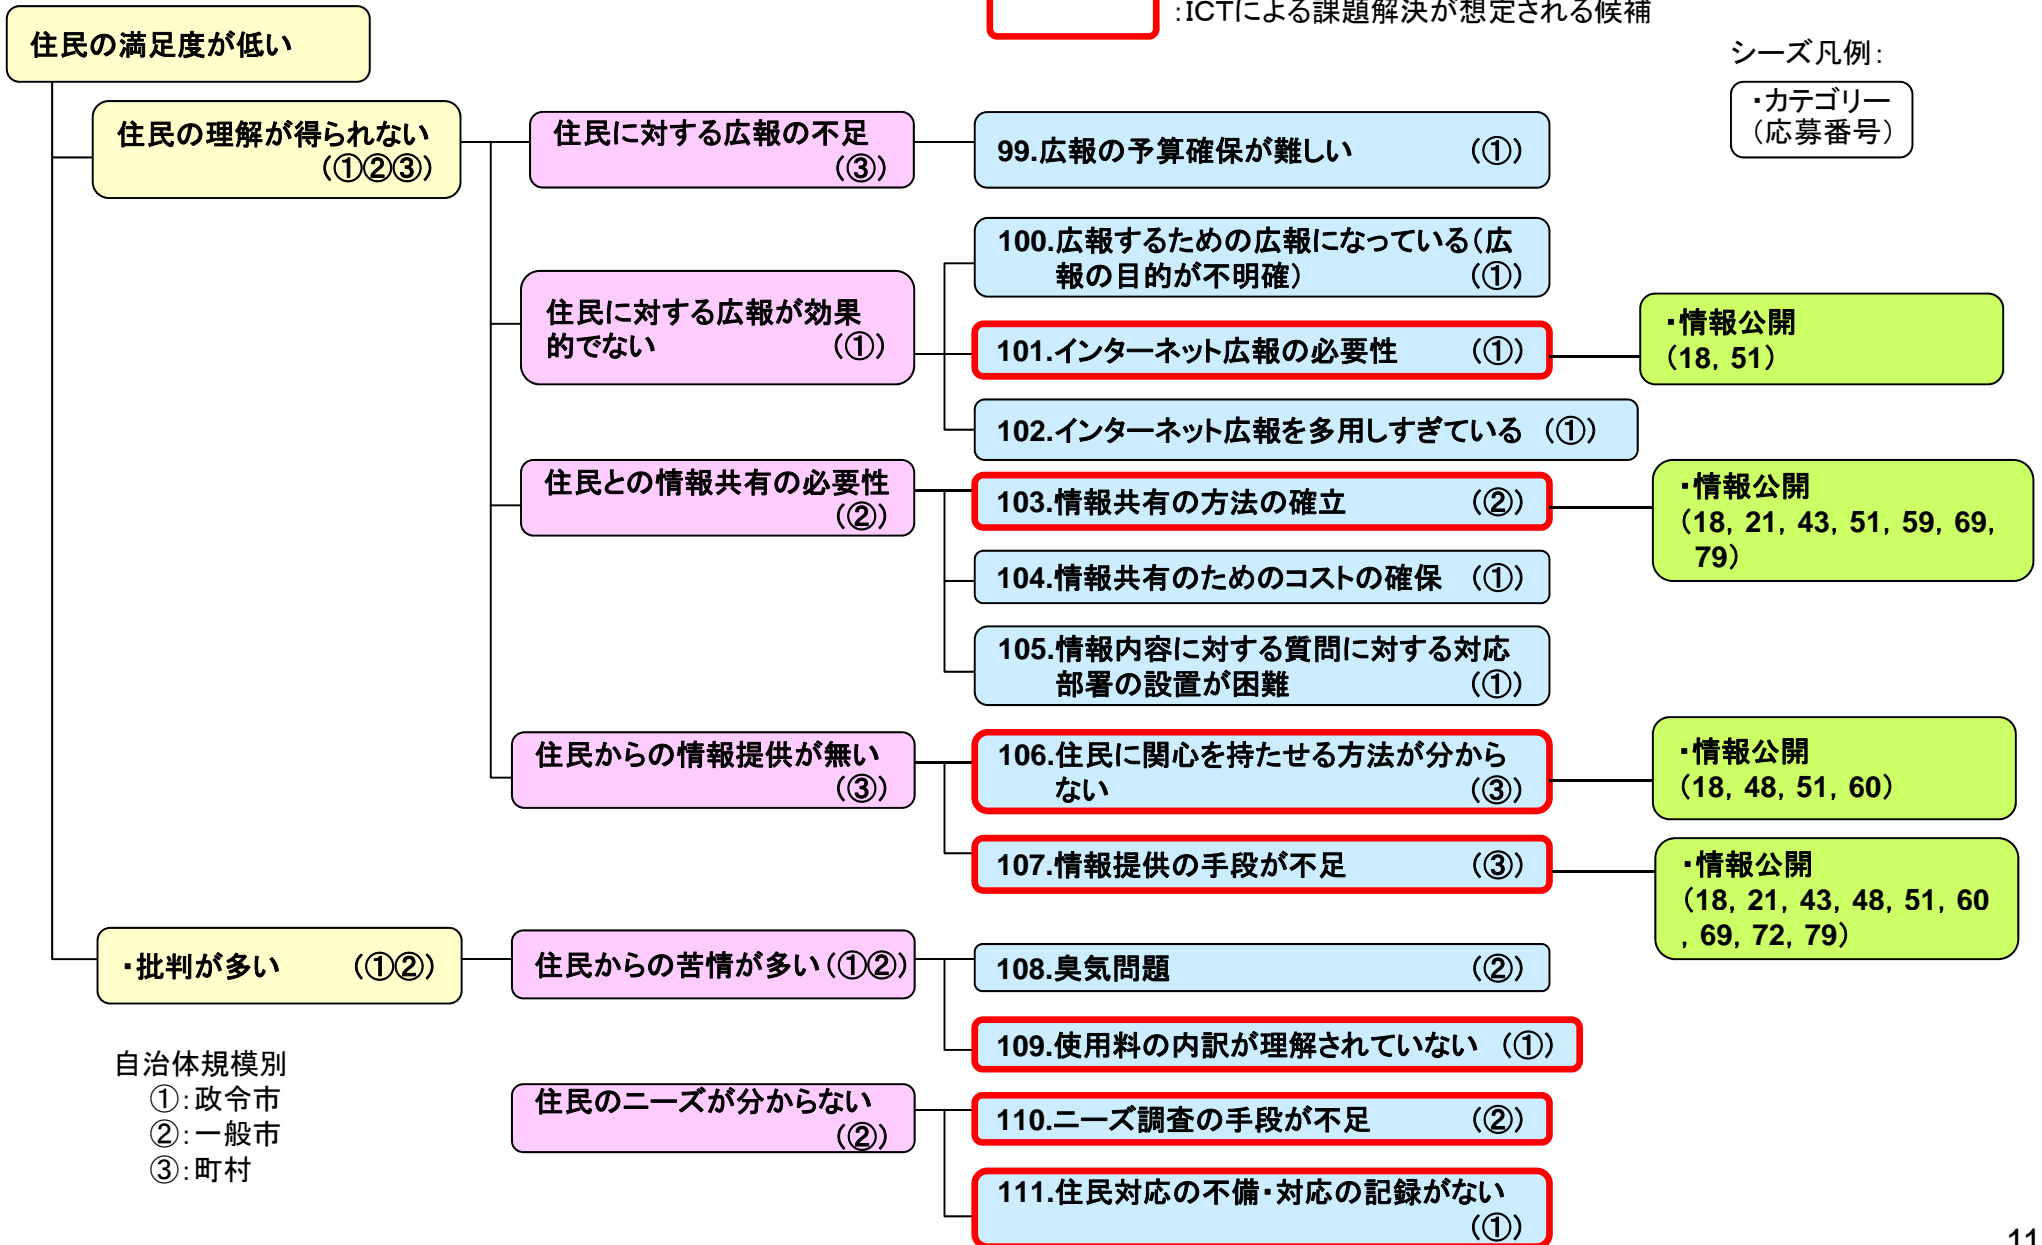 :ICTによる課題解決が想定される候補
シーズ凡例:
・カテゴリー
(応募番号)
住民の満足度が低い
住民の理解が得られない
(①②③)
住民に対する広報の不足
(③)
99.広報の予算確保が難しい (①)
住民に対する広報が効果
的でない (①)
100.広報するための広報になっている(広
報の目的が不明確) (①)
101.インターネット広報の必要性 (①)
・情報公開
(18, 51)
102.インターネット広報を多用しすぎている (①)
住民との情報共有の必要性
(②)
103.情報共有の方法の確立 (②)
・情報公開
(18, 21, 43, 51, 59, 69,
79)
104.情報共有のためのコストの確保 (①)
105.情報内容に対する質問に対する対応
部署の設置が困難 (①)
住民からの情報提供が無い
(③)
106.住民に関心を持たせる方法が分から
ない (③)
・情報公開
(18, 48, 51, 60)
107.情報提供の手段が不足 (③)
・情報公開
(18, 21, 43, 48, 51, 60
, 69, 72, 79)
・批判が多い (①②)
住民からの苦情が多い(①②)
108.臭気問題 (②)
109.使用料の内訳が理解されていない (①)
住民のニーズが分からない
(②)
110.ニーズ調査の手段が不足 (②)
111.住民対応の不備・対応の記録がない
(①)
自治体規模別
①:政令市
②:一般市
③:町村
11